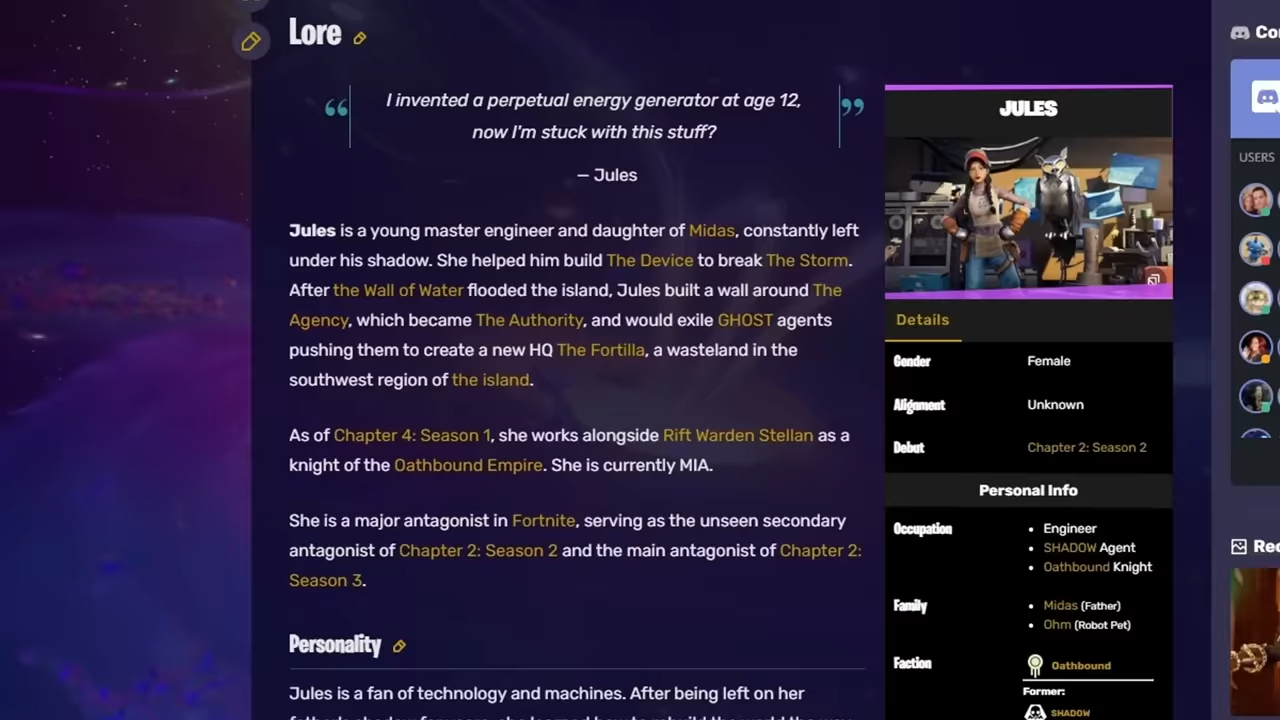 Lore
“ I invented a perpetual energy generator at age 12, ”
now I'm stuck with this stuff?
— Jules
Jules is a young master engineer and daughter of Midas, constantly left
under his shadow. She helped him build The Device to break The Storm.
After the Wall of Water flooded the island, Jules built a wall around The
Agency, which became The Authority, and would exile GHOST agents
pushing them to create a new HQ The Fortilla, a wasteland in the
southwest region of the island.
As of Chapter 4: Season 1, she works alongside Rift Warden Stellan as a
knight of the Oathbound Empire. She is currently MIA.
She is a major antagonist in Fortnite, serving as the unseen secondary
antagonist of Chapter 2: Season 2 and the main antagonist of Chapter 2:
Season 3.
Personality
Jules is a fan of technology and machines. After being left on her
JULES
Details
Gender Female
Alignment Unknown
Debut Chapter 2: Season 2
Personal Info
Occupation • Engineer
• SHADOW Agent
• Oathbound Knight
Family • Midas (Father)
• Ohm (Robot Pet)
Faction Oathbound
Former:
SHADOW
USERS